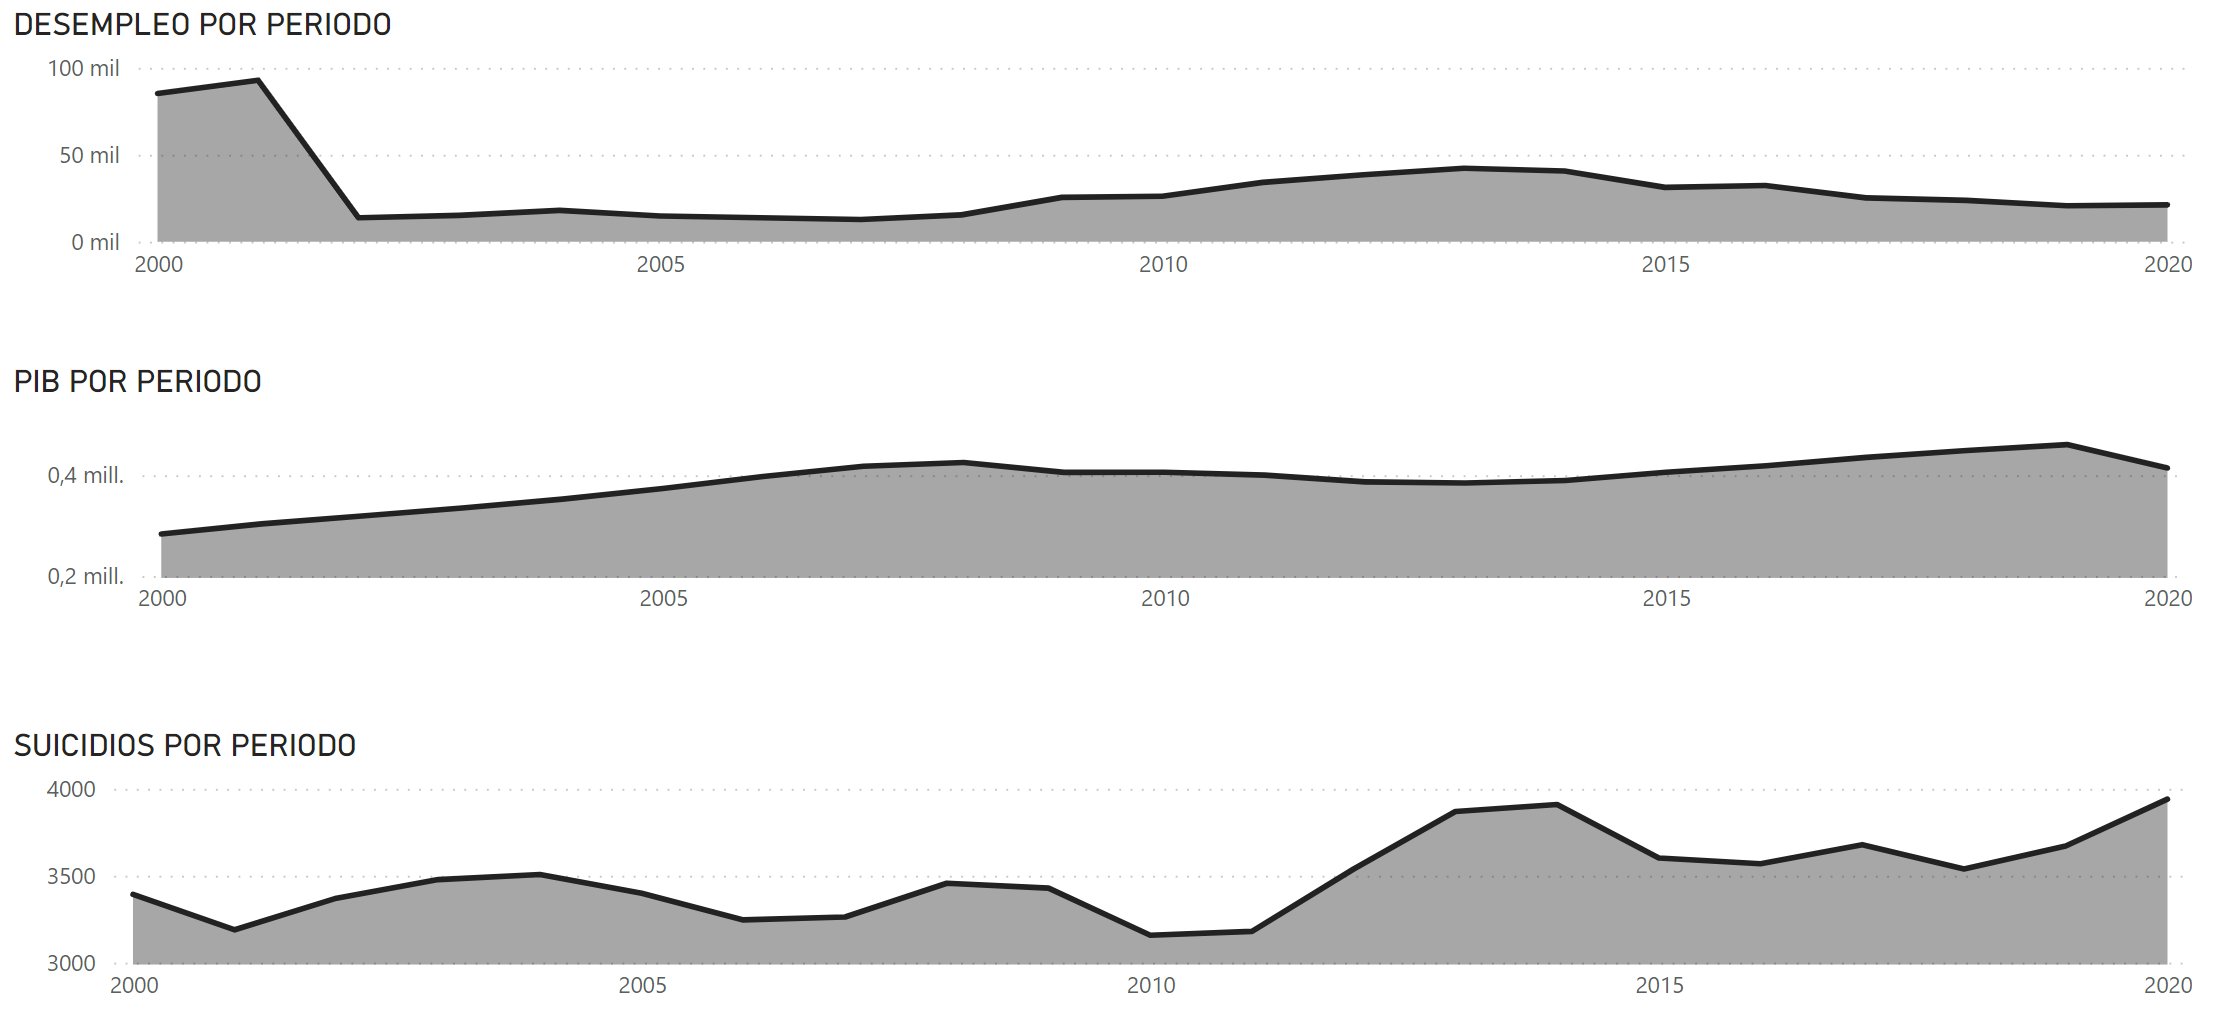 DESEMPLEO POR PERIODO
100 mil
50 mil
0 mil
2000 2005 2010 2015 2020
PIB POR PERIODO
0,4 mill.
0,2 mill.
2000 2005 2010 2015 2020
SUICIDIOS POR PERIODO
4000
3500
3000
2000 2005 2010 2015 2020